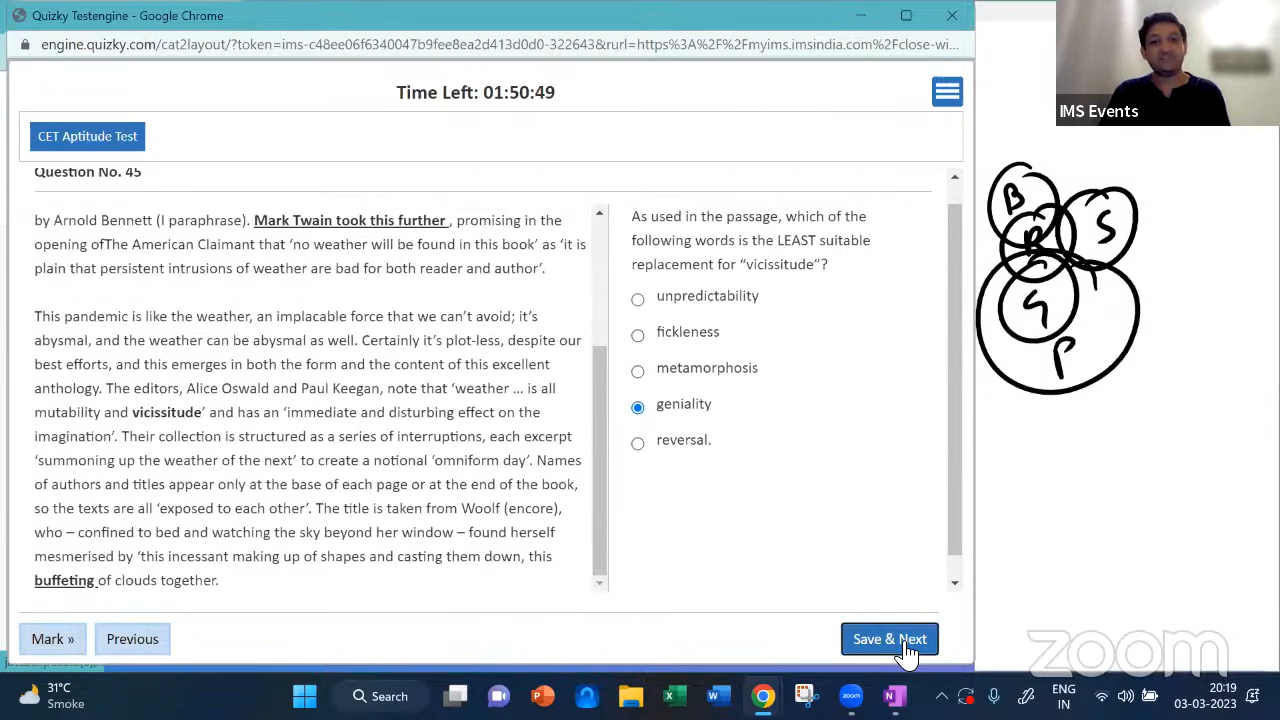 Quizky Testengine - Google Chrome
engine.quizky.com/cat2layout/?token=ims-c48ee06f6340047b9fee8ea2d413d0d0-322643&rurl=https%3A%2F%2Fmyims.imsindia.com%2Fclose-wi...
Time Left: 01:50:49
IMS Events
CET Aptitude Test
Question No. 45
by Arnold Bennett (I paraphrase). Mark Twain took this further , promising in the
opening ofThe American Claimant that ‘no weather will be found in this book’ as ‘it is
plain that persistent intrusions of weather are bad for both reader and author’.
This pandemic is like the weather, an implacable force that we can’t avoid; it’s
abysmal, and the weather can be abysmal as well. Certainly it’s plot-less, despite our
best efforts, and this emerges in both the form and the content of this excellent
anthology. The editors, Alice Oswald and Paul Keegan, note that ‘weather ... is all
mutability and vicissitude’ and has an ‘immediate and disturbing effect on the
imagination’. Their collection is structured as a series of interruptions, each excerpt
‘summoning up the weather of the next’ to create a notional ‘omniform day’. Names
of authors and titles appear only at the base of each page or at the end of the book,
so the texts are all ‘exposed to each other’. The title is taken from Woolf (encore),
who – confined to bed and watching the sky beyond her window – found herself
mesmerised by ‘this incessant making up of shapes and casting them down, this
buffeting of clouds together.
As used in the passage, which of the
following words is the LEAST suitable
replacement for “vicissitude”?
unpredictability
fickleness
metamorphosis
geniality
reversal.
B
R
S
G
P
Mark »
Previous
Save & Next
zoom
31°C
Smoke
Search
zoom
ENG
IN
20:19
03-03-2023